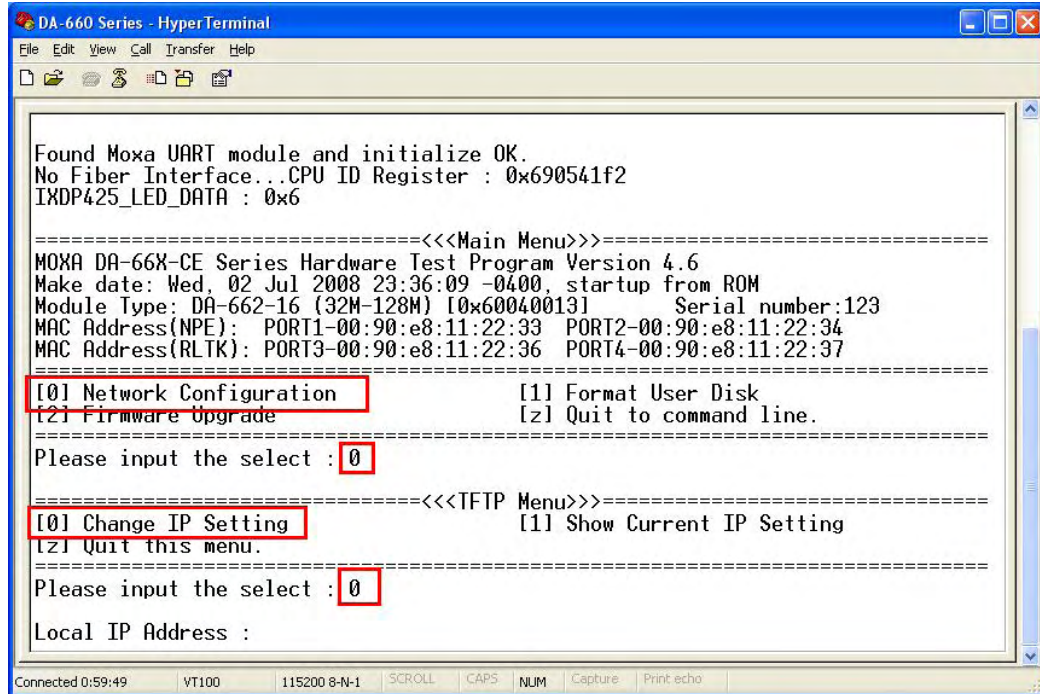 DA-660 Series - HyperTerminal
File Edit View Call Transfer Help
Found Moxa UART module and initialize OK.
No Fiber Interface...CPU ID Register : 0x690541f2
IXDP425_LED_DATA : 0x6
================================<<<Main Menu>>>================================
MOXA DA-66X-CE Series Hardware Test Program Version 4.6
Make date: Wed, 02 Jul 2008 23:36:09 -0400, startup from ROM
Module Type: DA-662-16 (32M-128M) [0x60040013] Serial number:123
MAC Address(NPE): PORT1-00:90:e8:11:22:33 PORT2-00:90:e8:11:22:34
MAC Address(RLTK): PORT3-00:90:e8:11:22:36 PORT4-00:90:e8:11:22:37
===============================================================================
[0] Network Configuration [1] Format User Disk
[2] Firmware Upgrade [z] Quit to command line.
===============================================================================
Please input the select : 0
================================<<<TFTP Menu>>>================================
[0] Change IP Setting [1] Show Current IP Setting
[z] Quit this menu.
===============================================================================
Please input the select : 0
Local IP Address :
Connected 0:59:49 VT100 115200 8-N-1 SCROLL CAPS NUM Capture Print echo